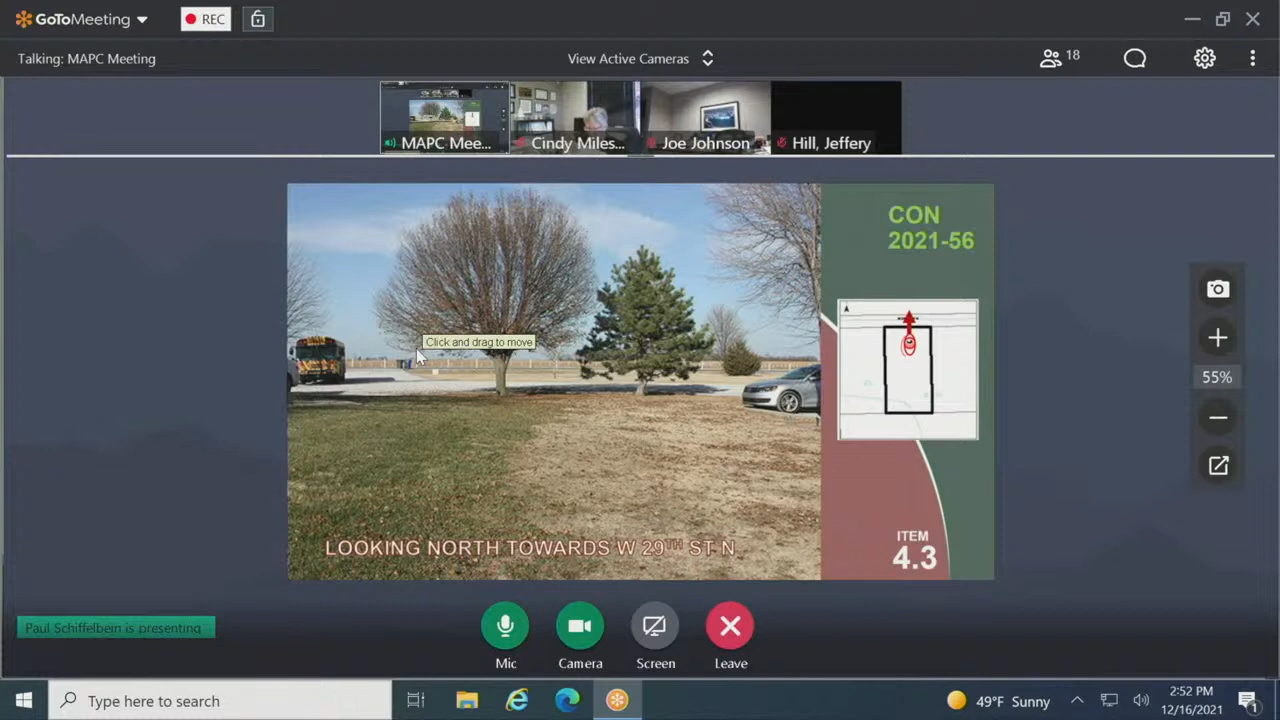 GoToMeeting
REC
Talking: MAPC Meeting
View Active Cameras
18
MAPC Mee...
Cindy Miles...
Joe Johnson
Hill, Jeffery
CON
2021-56
Click and drag to move
55%
LOOKING NORTH TOWARDS W 29TH ST N
ITEM
4.3
Paul Schiffelbein is presenting
Mic
Camera
Screen
Leave
Type here to search
49°F Sunny
2:52 PM
12/16/2021
1